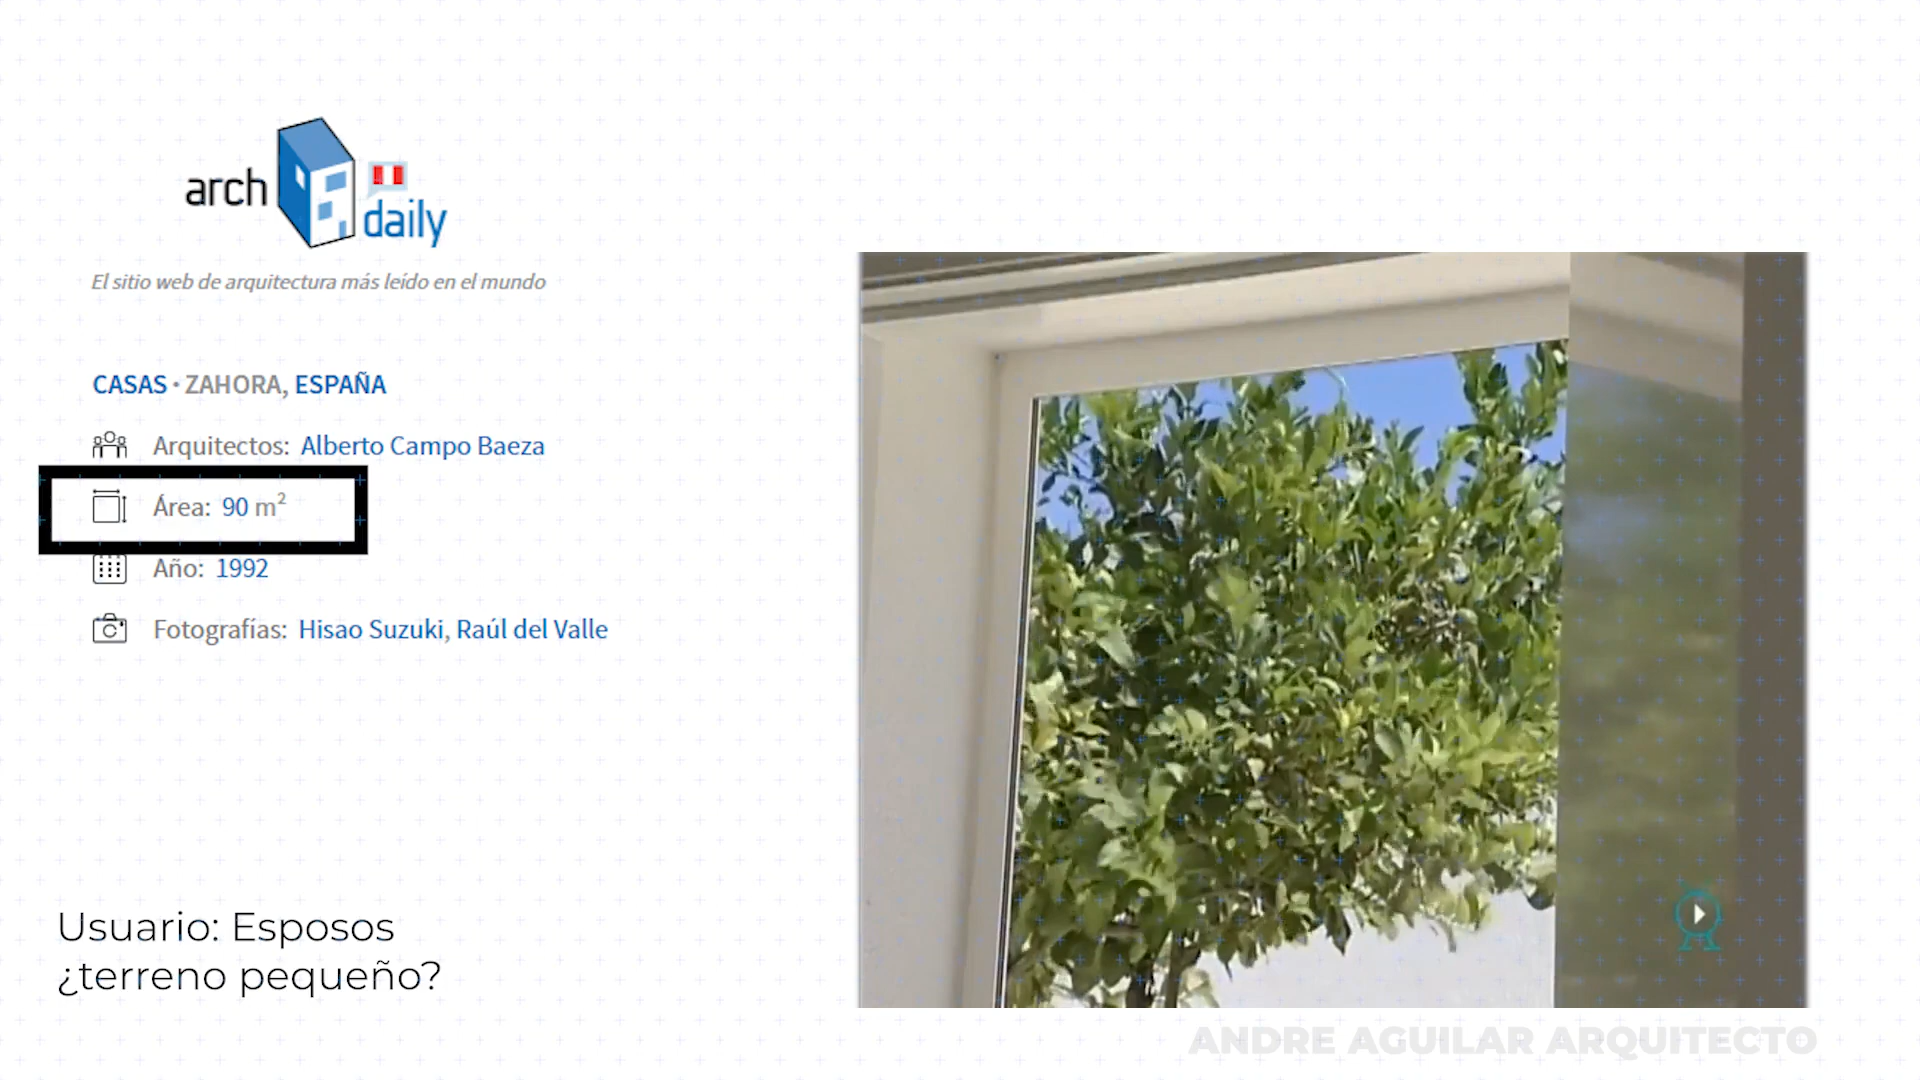 arch
daily
El sitio web de arquitectura más leído en el mundo
CASAS • ZAHORA, ESPAÑA
Arquitectos: Alberto Campo Baeza
Área: 90 m²
Año: 1992
Fotografías: Hisao Suzuki, Raúl del Valle
Usuario: Esposos
¿terreno pequeño?
ANDRE AGUILAR ARQUITECTO